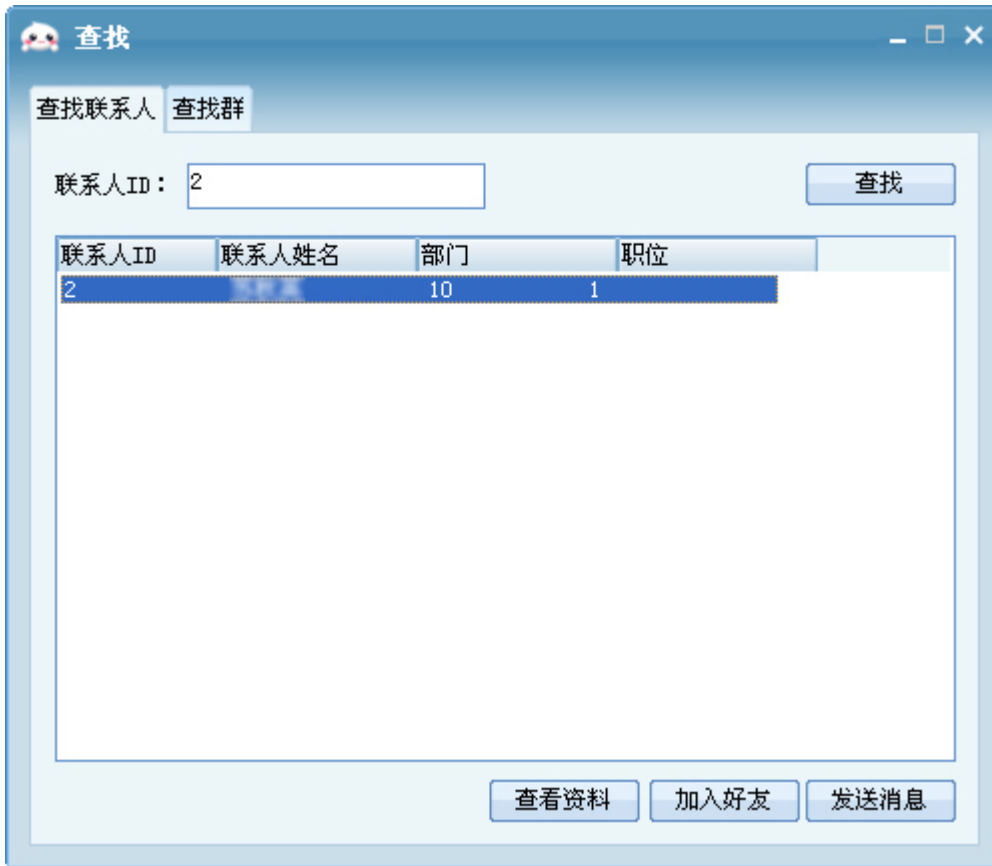 查找
查找联系人 查找群
联系人ID： 2 查找
联系人ID 联系人姓名 部门 职位
2 10 1
查看资料 加入好友 发送消息